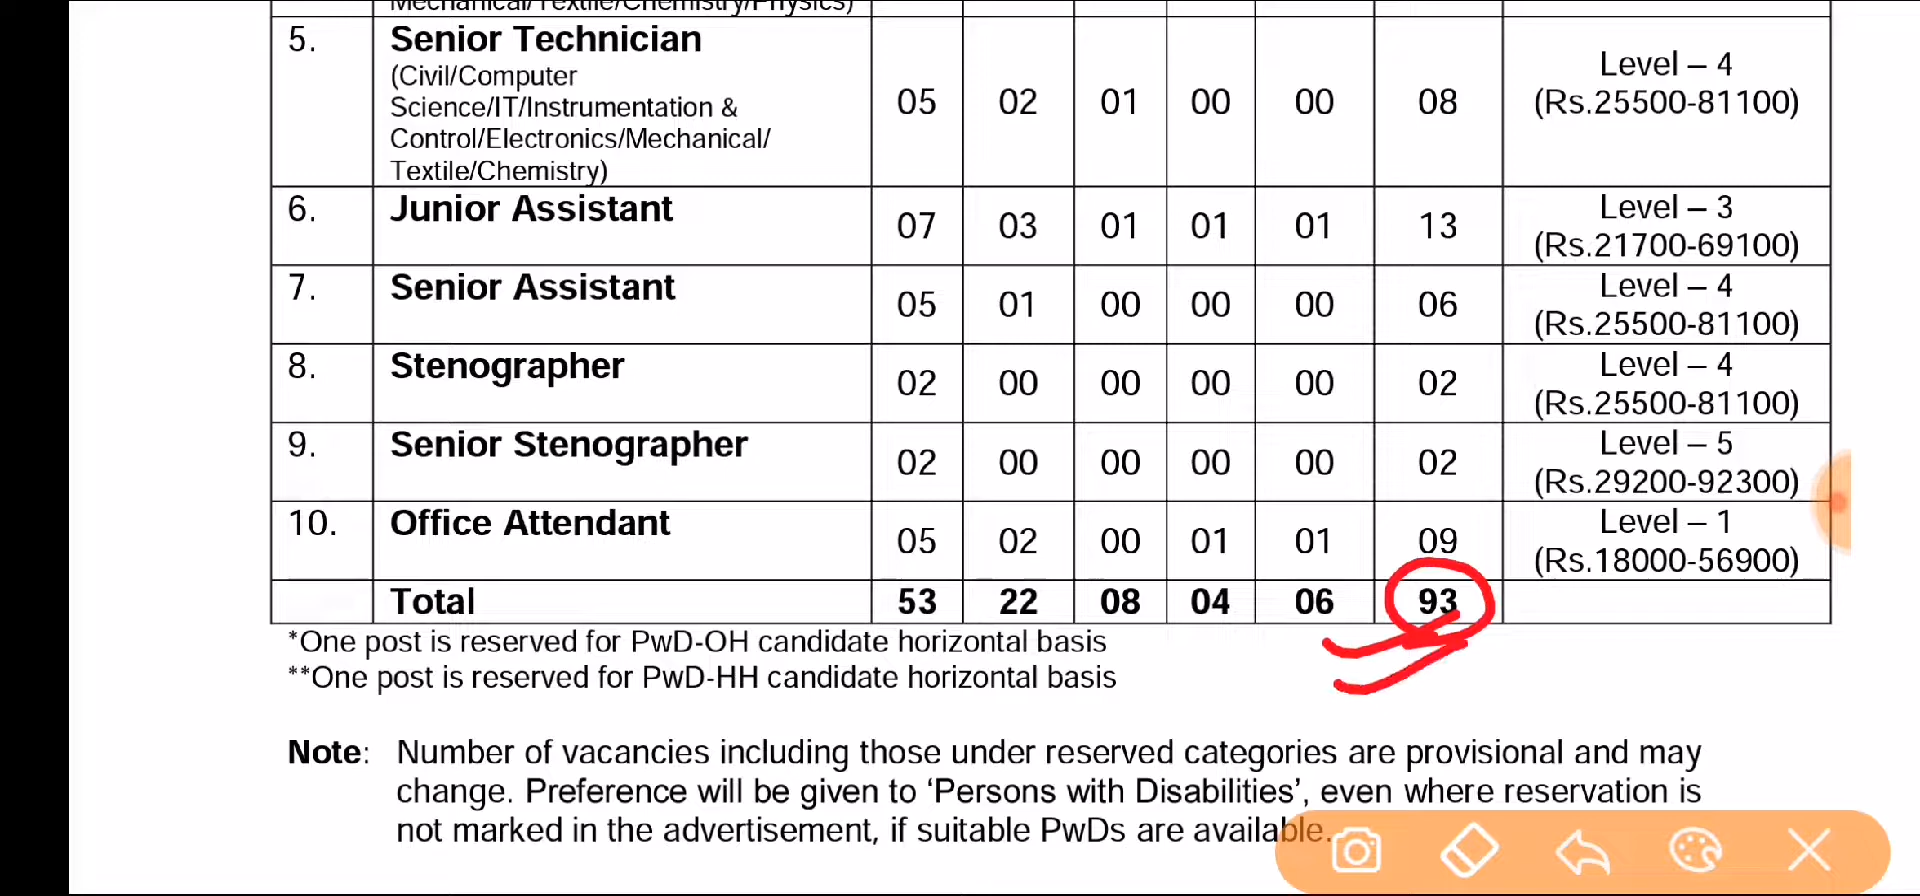 Mechanical/Textile/Chemistry/Physics)
5. Senior Technician
(Civil/Computer
Science/IT/Instrumentation &
Control/Electronics/Mechanical/
Textile/Chemistry)
05 02 01 00 00 08
Level – 4
(Rs.25500-81100)
6. Junior Assistant
07 03 01 01 01 13
Level – 3
(Rs.21700-69100)
7. Senior Assistant
05 01 00 00 00 06
Level – 4
(Rs.25500-81100)
8. Stenographer
02 00 00 00 00 02
Level – 4
(Rs.25500-81100)
9. Senior Stenographer
02 00 00 00 00 02
Level – 5
(Rs.29200-92300)
10. Office Attendant
05 02 00 01 01 09
Level – 1
(Rs.18000-56900)
Total 53 22 08 04 06 93
*One post is reserved for PwD-OH candidate horizontal basis
**One post is reserved for PwD-HH candidate horizontal basis
Note: Number of vacancies including those under reserved categories are provisional and may
change. Preference will be given to ‘Persons with Disabilities’, even where reservation is
not marked in the advertisement, if suitable PwDs are available.